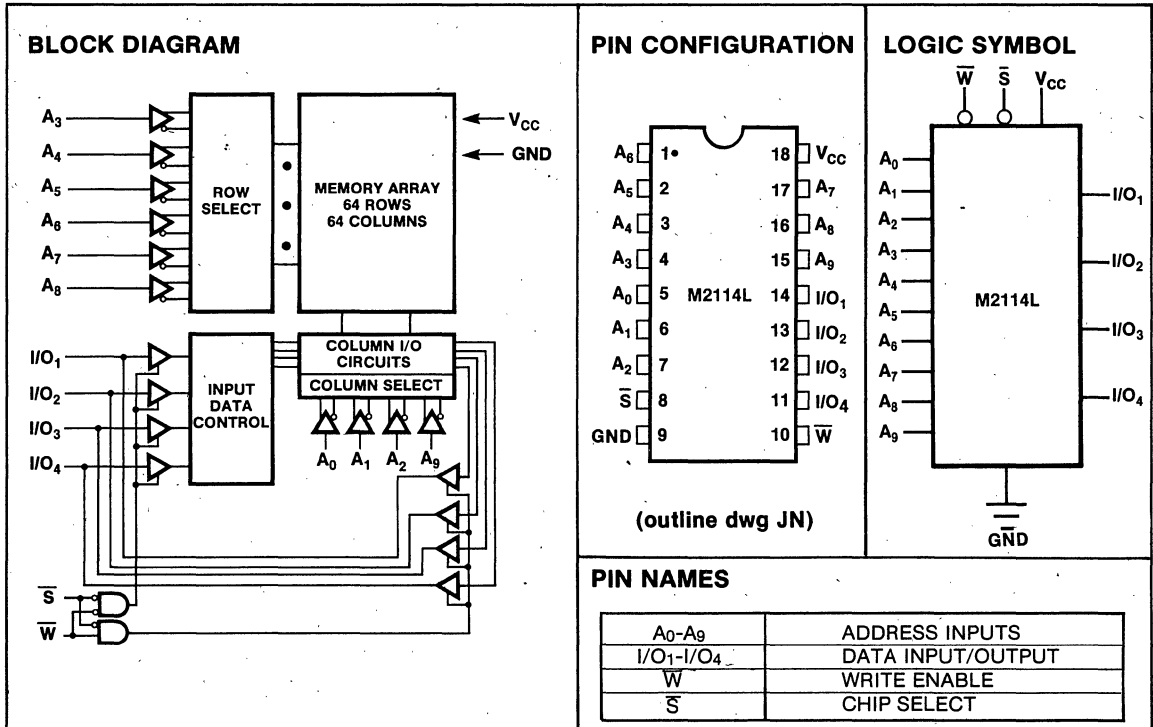 BLOCK DIAGRAM
A3
A4
A5
A6
A7
A8
ROW
SELECT
MEMORY ARRAY
64 ROWS
64 COLUMNS
VCC
GND
I/O1
I/O2
I/O3
I/O4
INPUT
DATA
CONTROL
COLUMN I/O
CIRCUITS
COLUMN SELECT
A0 A1 A2 A9
S̅
W̅
PIN CONFIGURATION
A6 1 18 VCC
A5 2 17 A7
A4 3 16 A8
A3 4 15 A9
A0 5 M2114L 14 I/O1
A1 6 13 I/O2
A2 7 12 I/O3
S̅ 8 11 I/O4
GND 9 10 W̅
(outline dwg JN)
LOGIC SYMBOL
W̅ S̅ VCC
A0
A1
A2
A3
A4
A5
A6
A7
A8
A9
M2114L
I/O1
I/O2
I/O3
I/O4
GND
PIN NAMES
A0-A9 ADDRESS INPUTS
I/O1-I/O4 DATA INPUT/OUTPUT
W̅ WRITE ENABLE
S̅ CHIP SELECT